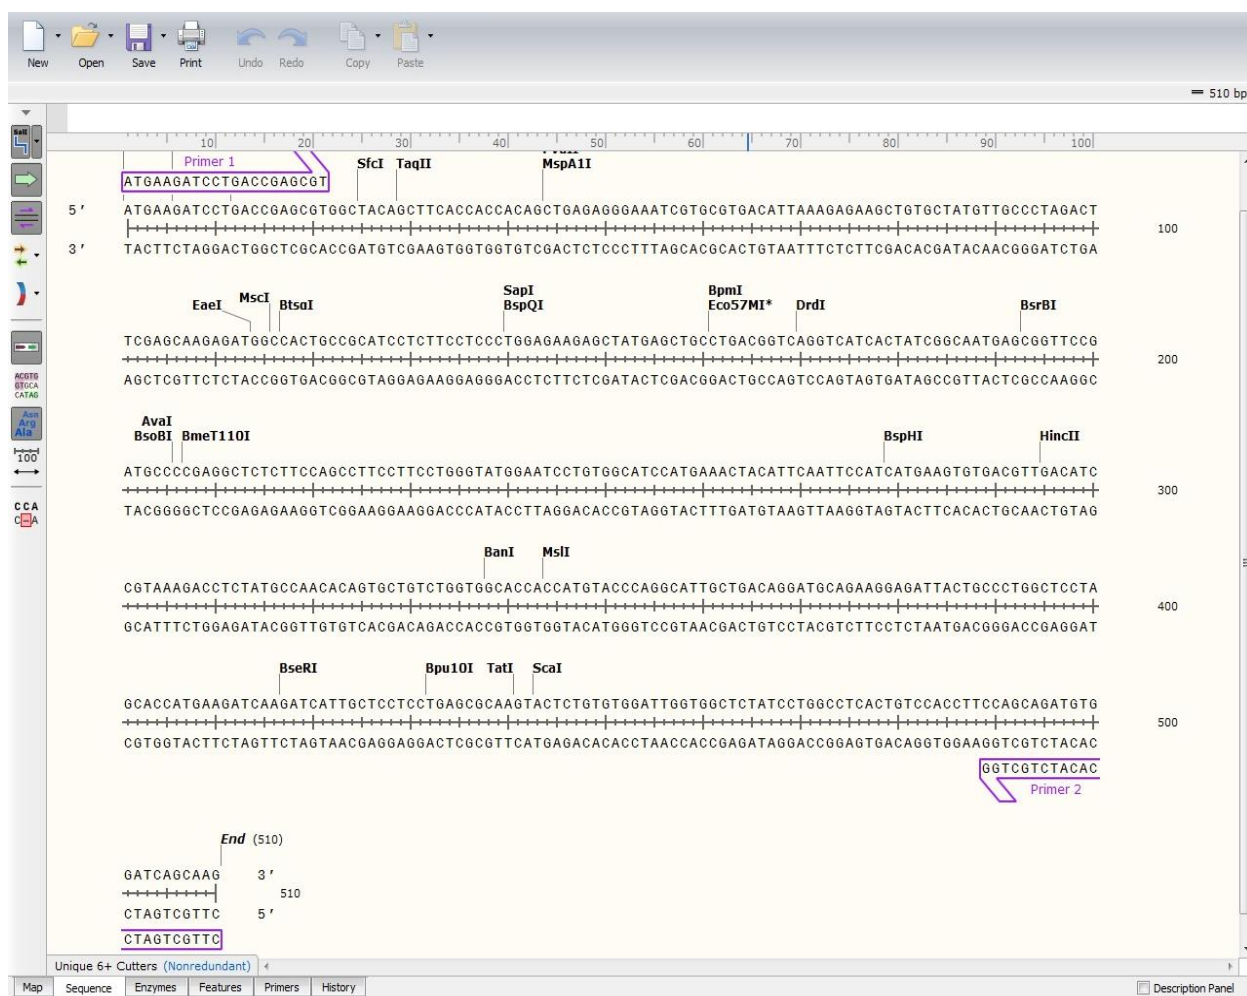 New Open Save Print Undo Redo Copy Paste
510 bp
10 20 30 40 50 60 70 80 90 100
Primer 1 SfcI TaqII MspA1I
ATGAAGATCCTGACCGAGCGT
5' ATGAAGATCCTGACCGAGCGTGGCTACAGCTTCACCACCACAGCTGAGAGGGAAATCGTGCGTGACATTAAAGAGAAGCTGTGCTATGTTGCCCTAGACT
100
3' TACTTCTAGGACTGGCTCGCACCGATGTCGAAGTGGTGGTGTCGACTCTCCCTTTAGCACGCACTGTAATTTCTCTTCGACACGATACAACGGGATCTGA
SapI BpmI
EaeI MscI BtsαI BspQI Eco57MI* DrdI BsrBI
TCGAGCAAGAGATGGCCACTGCCGCATCCTCTTCCTCCCTGGAGAAGAGCTATGAGCTGCCTGACGGTCAGGTCATCACTATCGGCAATGAGCGGTTCCG
200
AGCTCGTTCTCTACCGGTGACGGCGTAGGAGAAGGAGGGACCTCTTCTCGATACTCGACGGACTGCCAGTCCAGTAGTGATAGCCGTTACTCGCCAAGGC
AvaI
BsoBI BmeT110I BspHI HincII
ATGCCCCGAGGCTCTCTTCCAGCCTTCCTTCCTGGGTATGGAATCCTGTGGCATCCATGAAACTACATTCAATTCCATCATGAAGTGTGACGTTGACATC
300
TACGGGGCTCCGAGAGAAGGTCGGAAGGAAGGACCCATACCTTAGGACACCGTAGGTACTTTGATGTAAGTTAAGGTAGTACTTCACACTGCAACTGTAG
BanI MslI
CGTAAAGACCTCTATGCCAACACAGTGCTGTCTGGTGGCACCACCATGTACCCAGGCATTGCTGACAGGATGCAGAAGGAGATTACTGCCCTGGCTCCTA
400
GCATTTCTGGAGATACGGTTGTGTCACGACAGACCACCGTGGTGGTACATGGGTCCGTAACGACTGTCCTACGTCTTCCTCTAATGACGGGACCGAGGAT
BseRI Bpu10I TatI ScaI
GCACCATGAAGATCAAGATCATTGCTCCTCCTGAGCGCAAGTACTCTGTGTGGATTGGTGGCTCTATCCTGGCCTCACTGTCCACCTTCCAGCAGATGTG
500
CGTGGTACTTCTAGTTCTAGTAACGAGGAGGACTCGCGTTCATGAGACACACCTAACCACCGAGATAGGACCGGAGTGACAGGTGGAAGGTCGTCTACAC
GGTCGTCTACAC
Primer 2
End (510)
GATCAGCAAG 3'
510
CTAGTCGTTC 5'
CTAGTCGTTC
Unique 6+ Cutters (Nonredundant)
Map Sequence Enzymes Features Primers History Description Panel